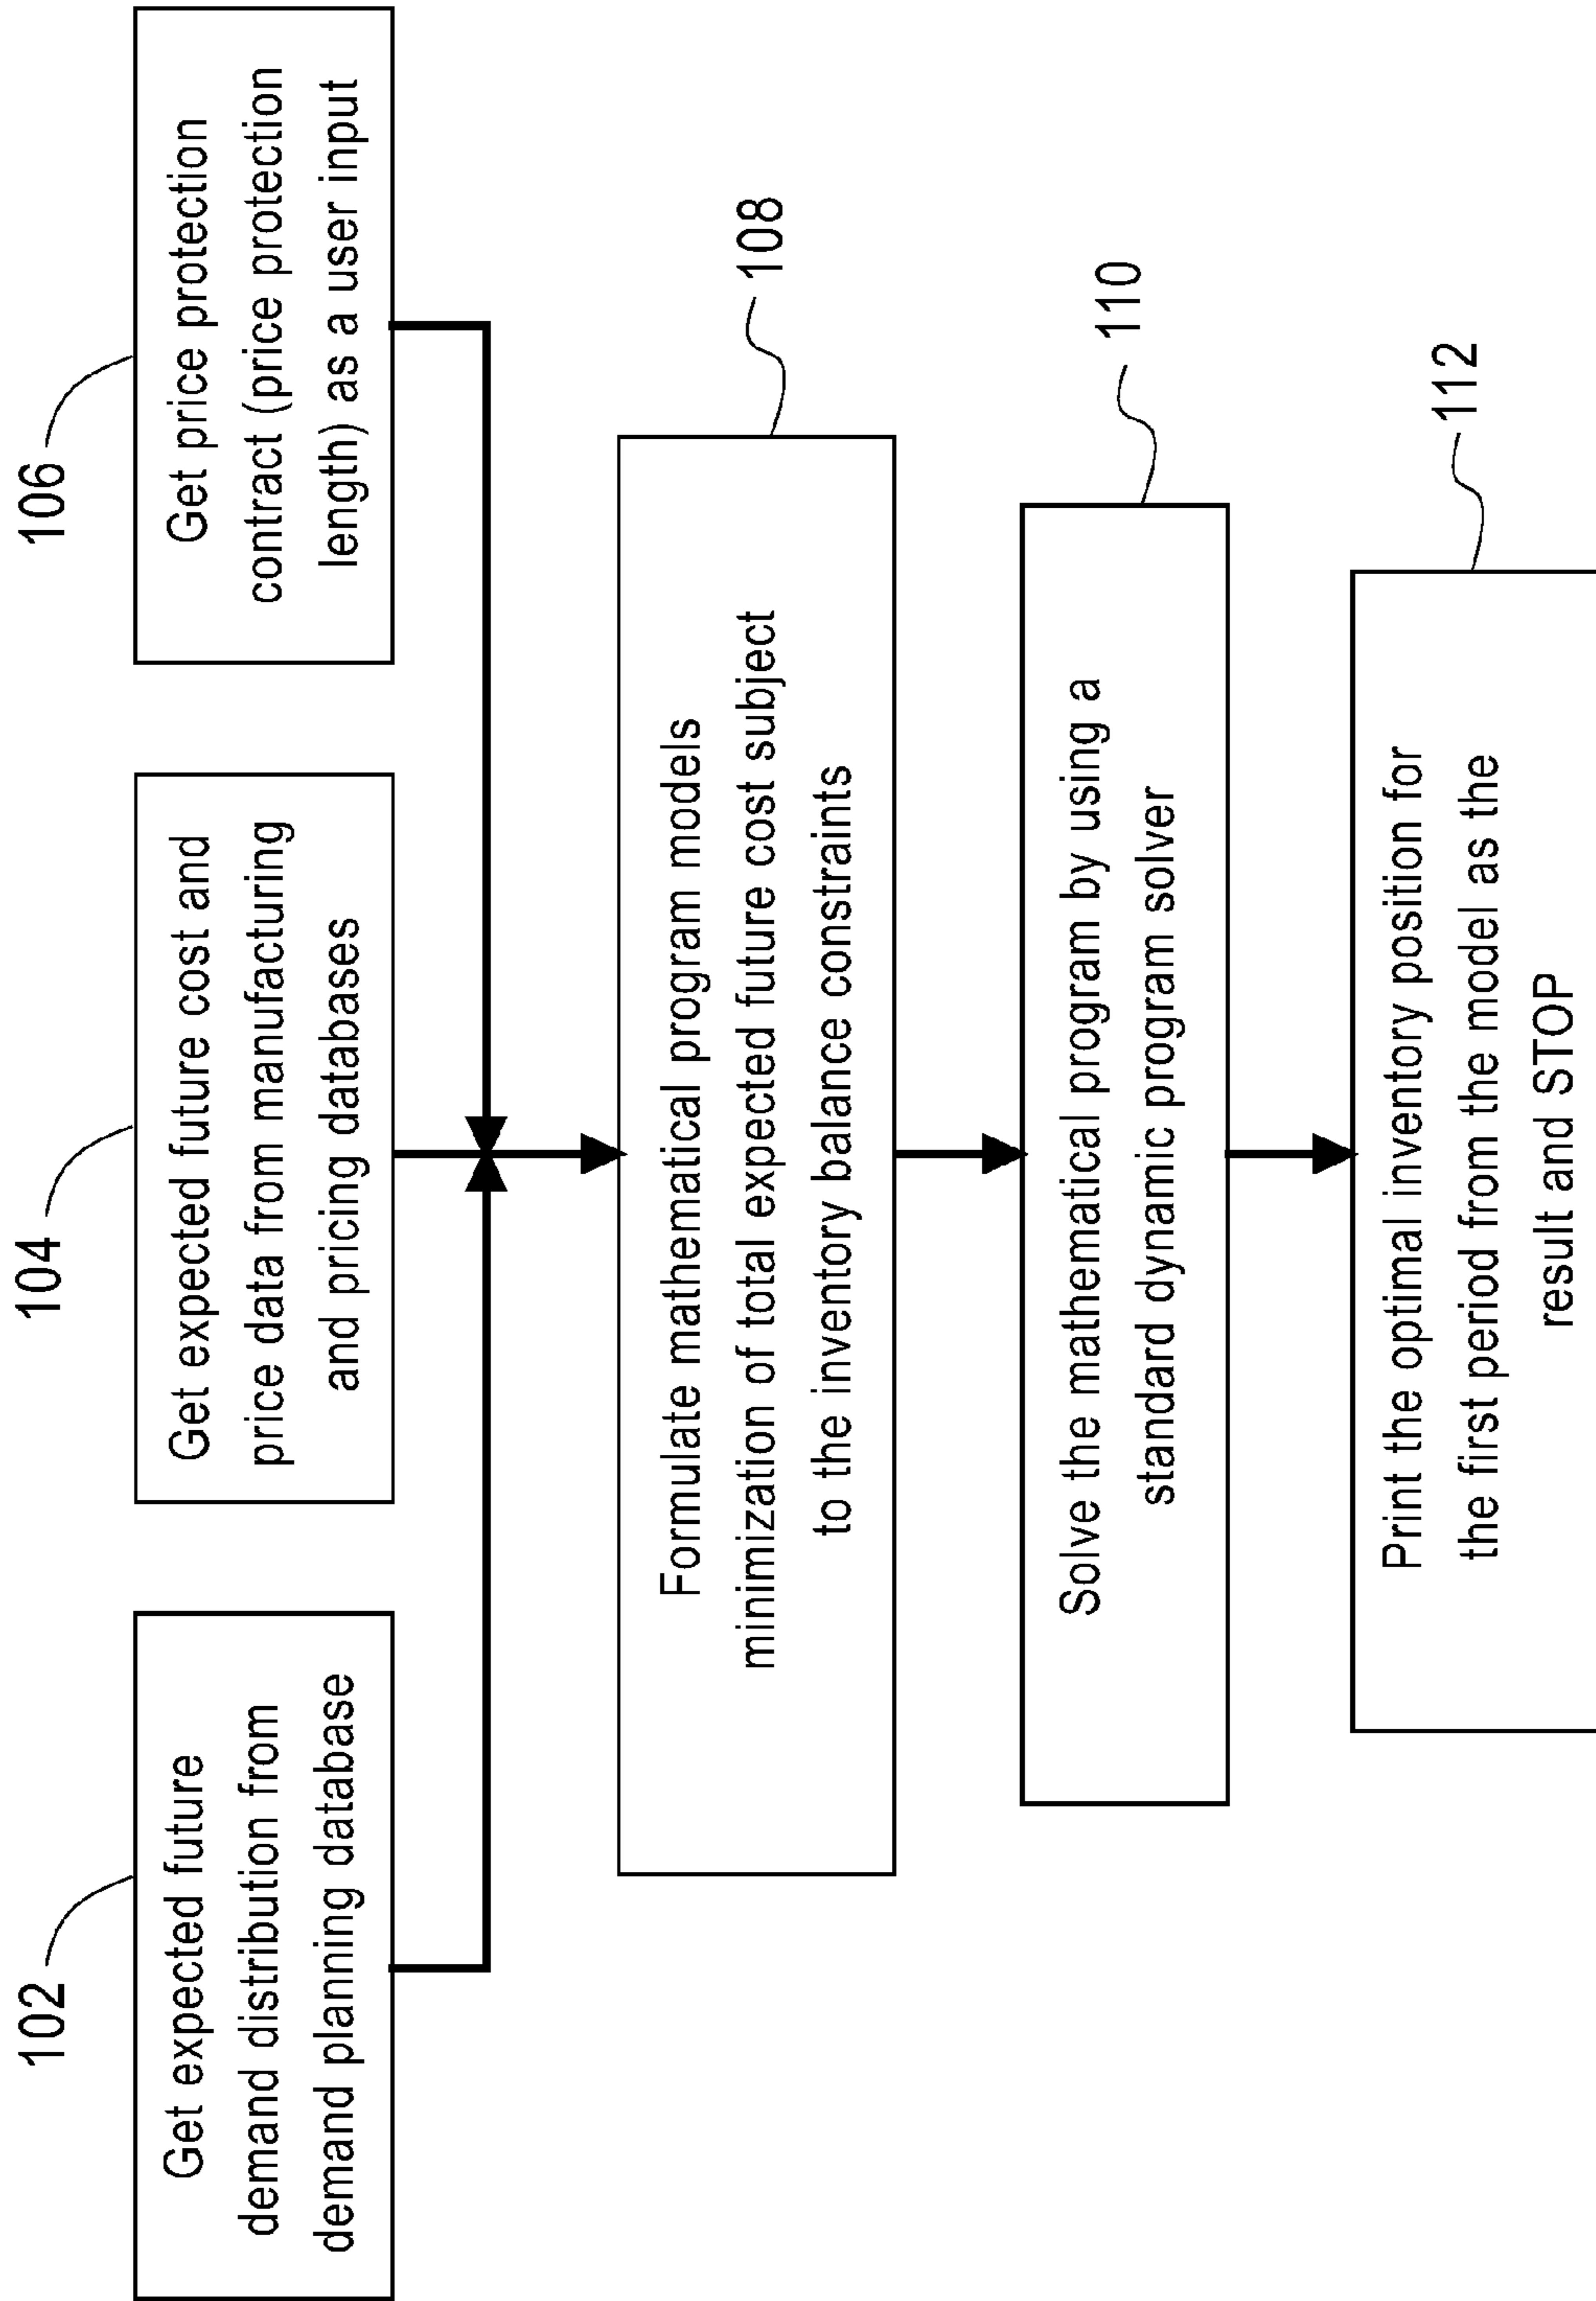 102
Get expected future
demand distribution from
demand planning database
104
Get expected future cost and
price data from manufacturing
and pricing databases
106
Get price protection
contract (price protection
length) as a user input
108
Formulate mathematical program models
minimization of total expected future cost subject
to the inventory balance constraints
110
Solve the mathematical program by using a
standard dynamic program solver
112
Print the optimal inventory position for
the first period from the model as the
result and STOP